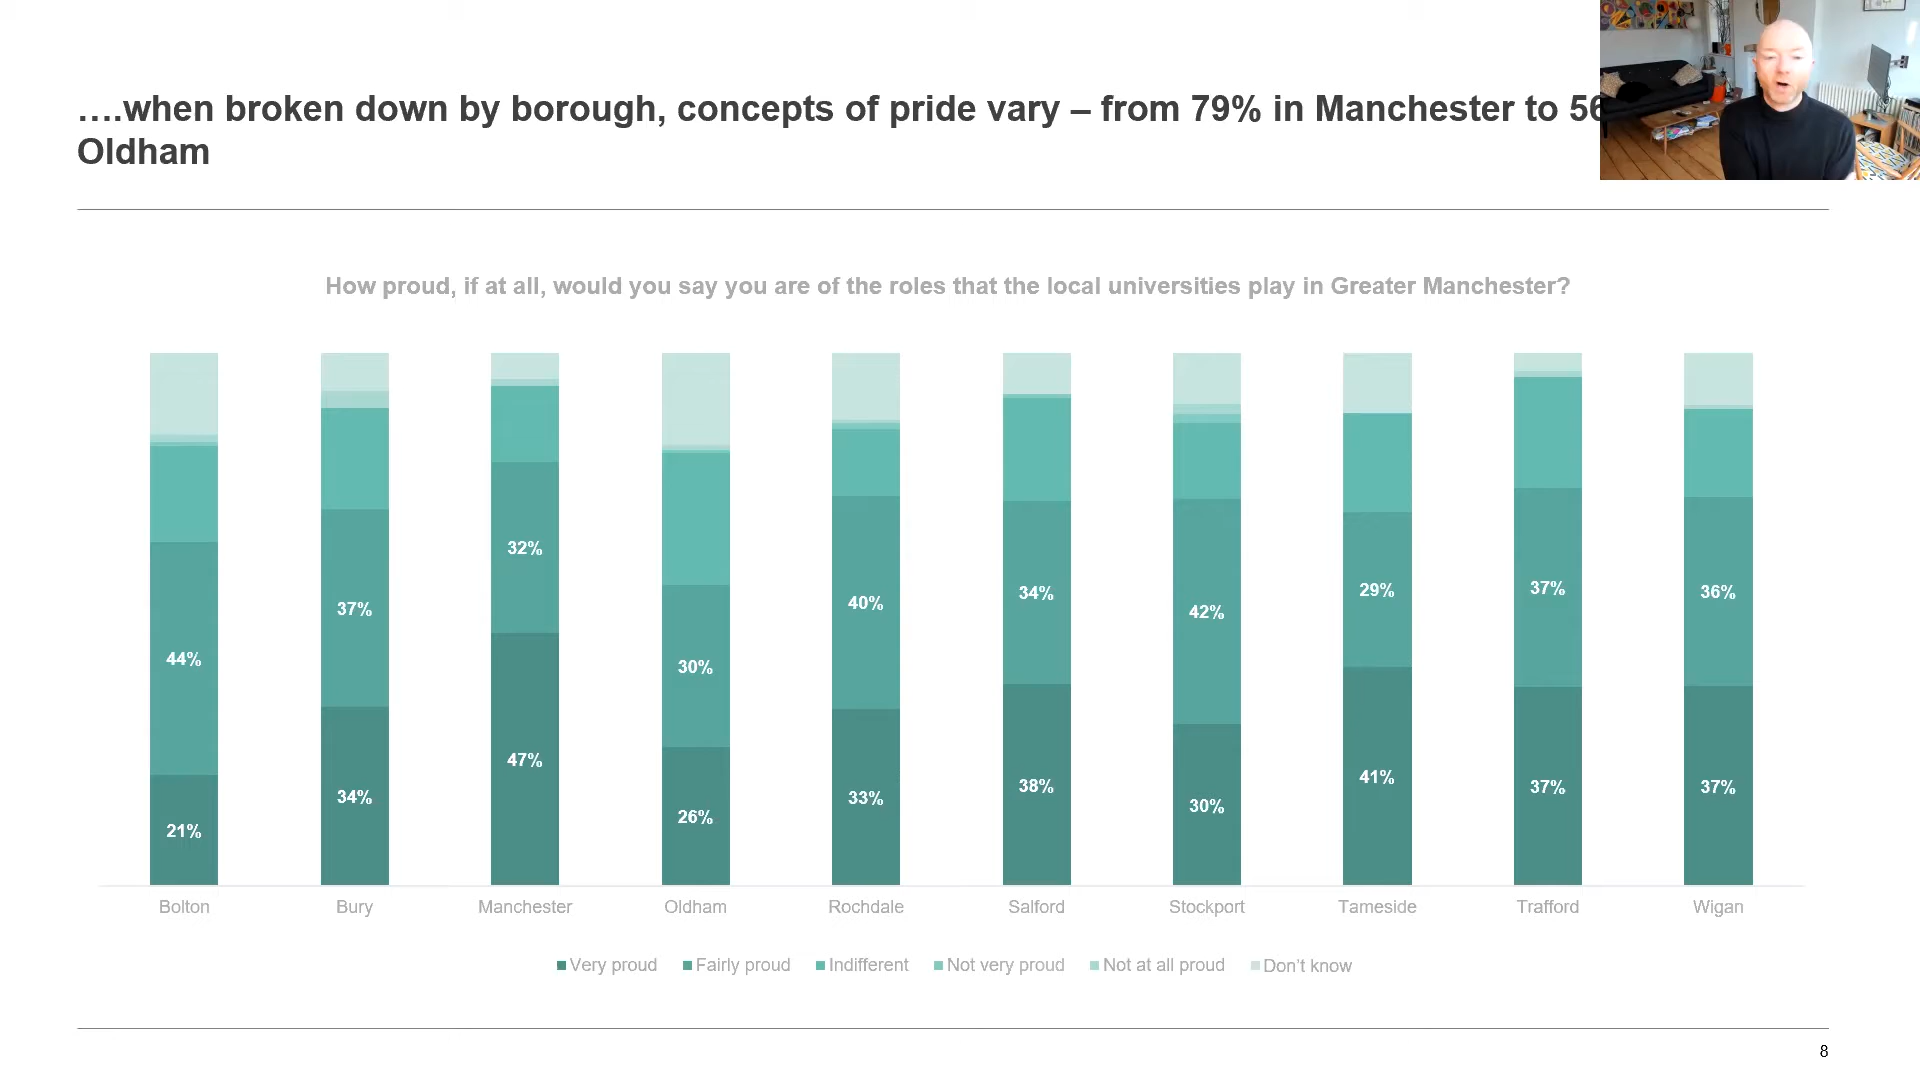 ….when broken down by borough, concepts of pride vary – from 79% in Manchester to 56
Oldham
How proud, if at all, would you say you are of the roles that the local universities play in Greater Manchester?
32%
37% 29% 37% 36%
40% 34% 42%
44% 30%
47%
34% 33% 38% 30% 41% 37% 37%
21% 26%
Bolton Bury Manchester Oldham Rochdale Salford Stockport Tameside Trafford Wigan
Very proud Fairly proud Indifferent Not very proud Not at all proud Don't know
8